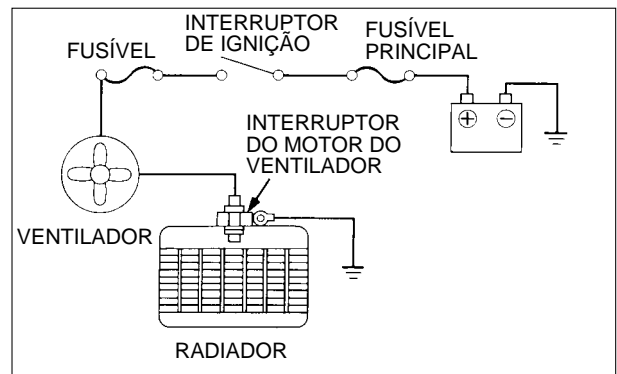 FUSÍVEL
INTERRUPTOR
DE IGNIÇÃO
FUSÍVEL
PRINCIPAL
INTERRUPTOR
DO MOTOR DO
VENTILADOR
VENTILADOR
RADIADOR